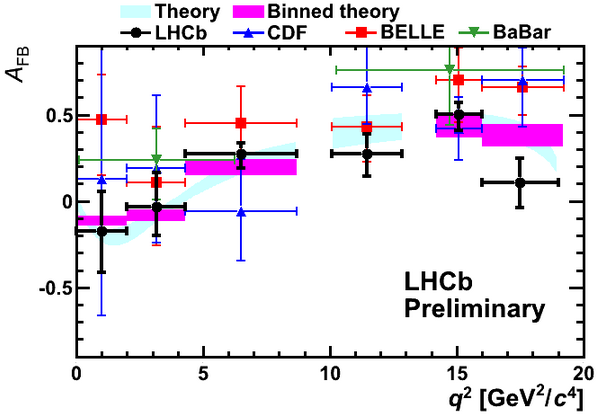 Theory Binned theory
LHCb CDF BELLE BaBar
A_FB
0.5
0
-0.5
LHCb
Preliminary
0 5 10 15 20
q² [GeV²/c⁴]